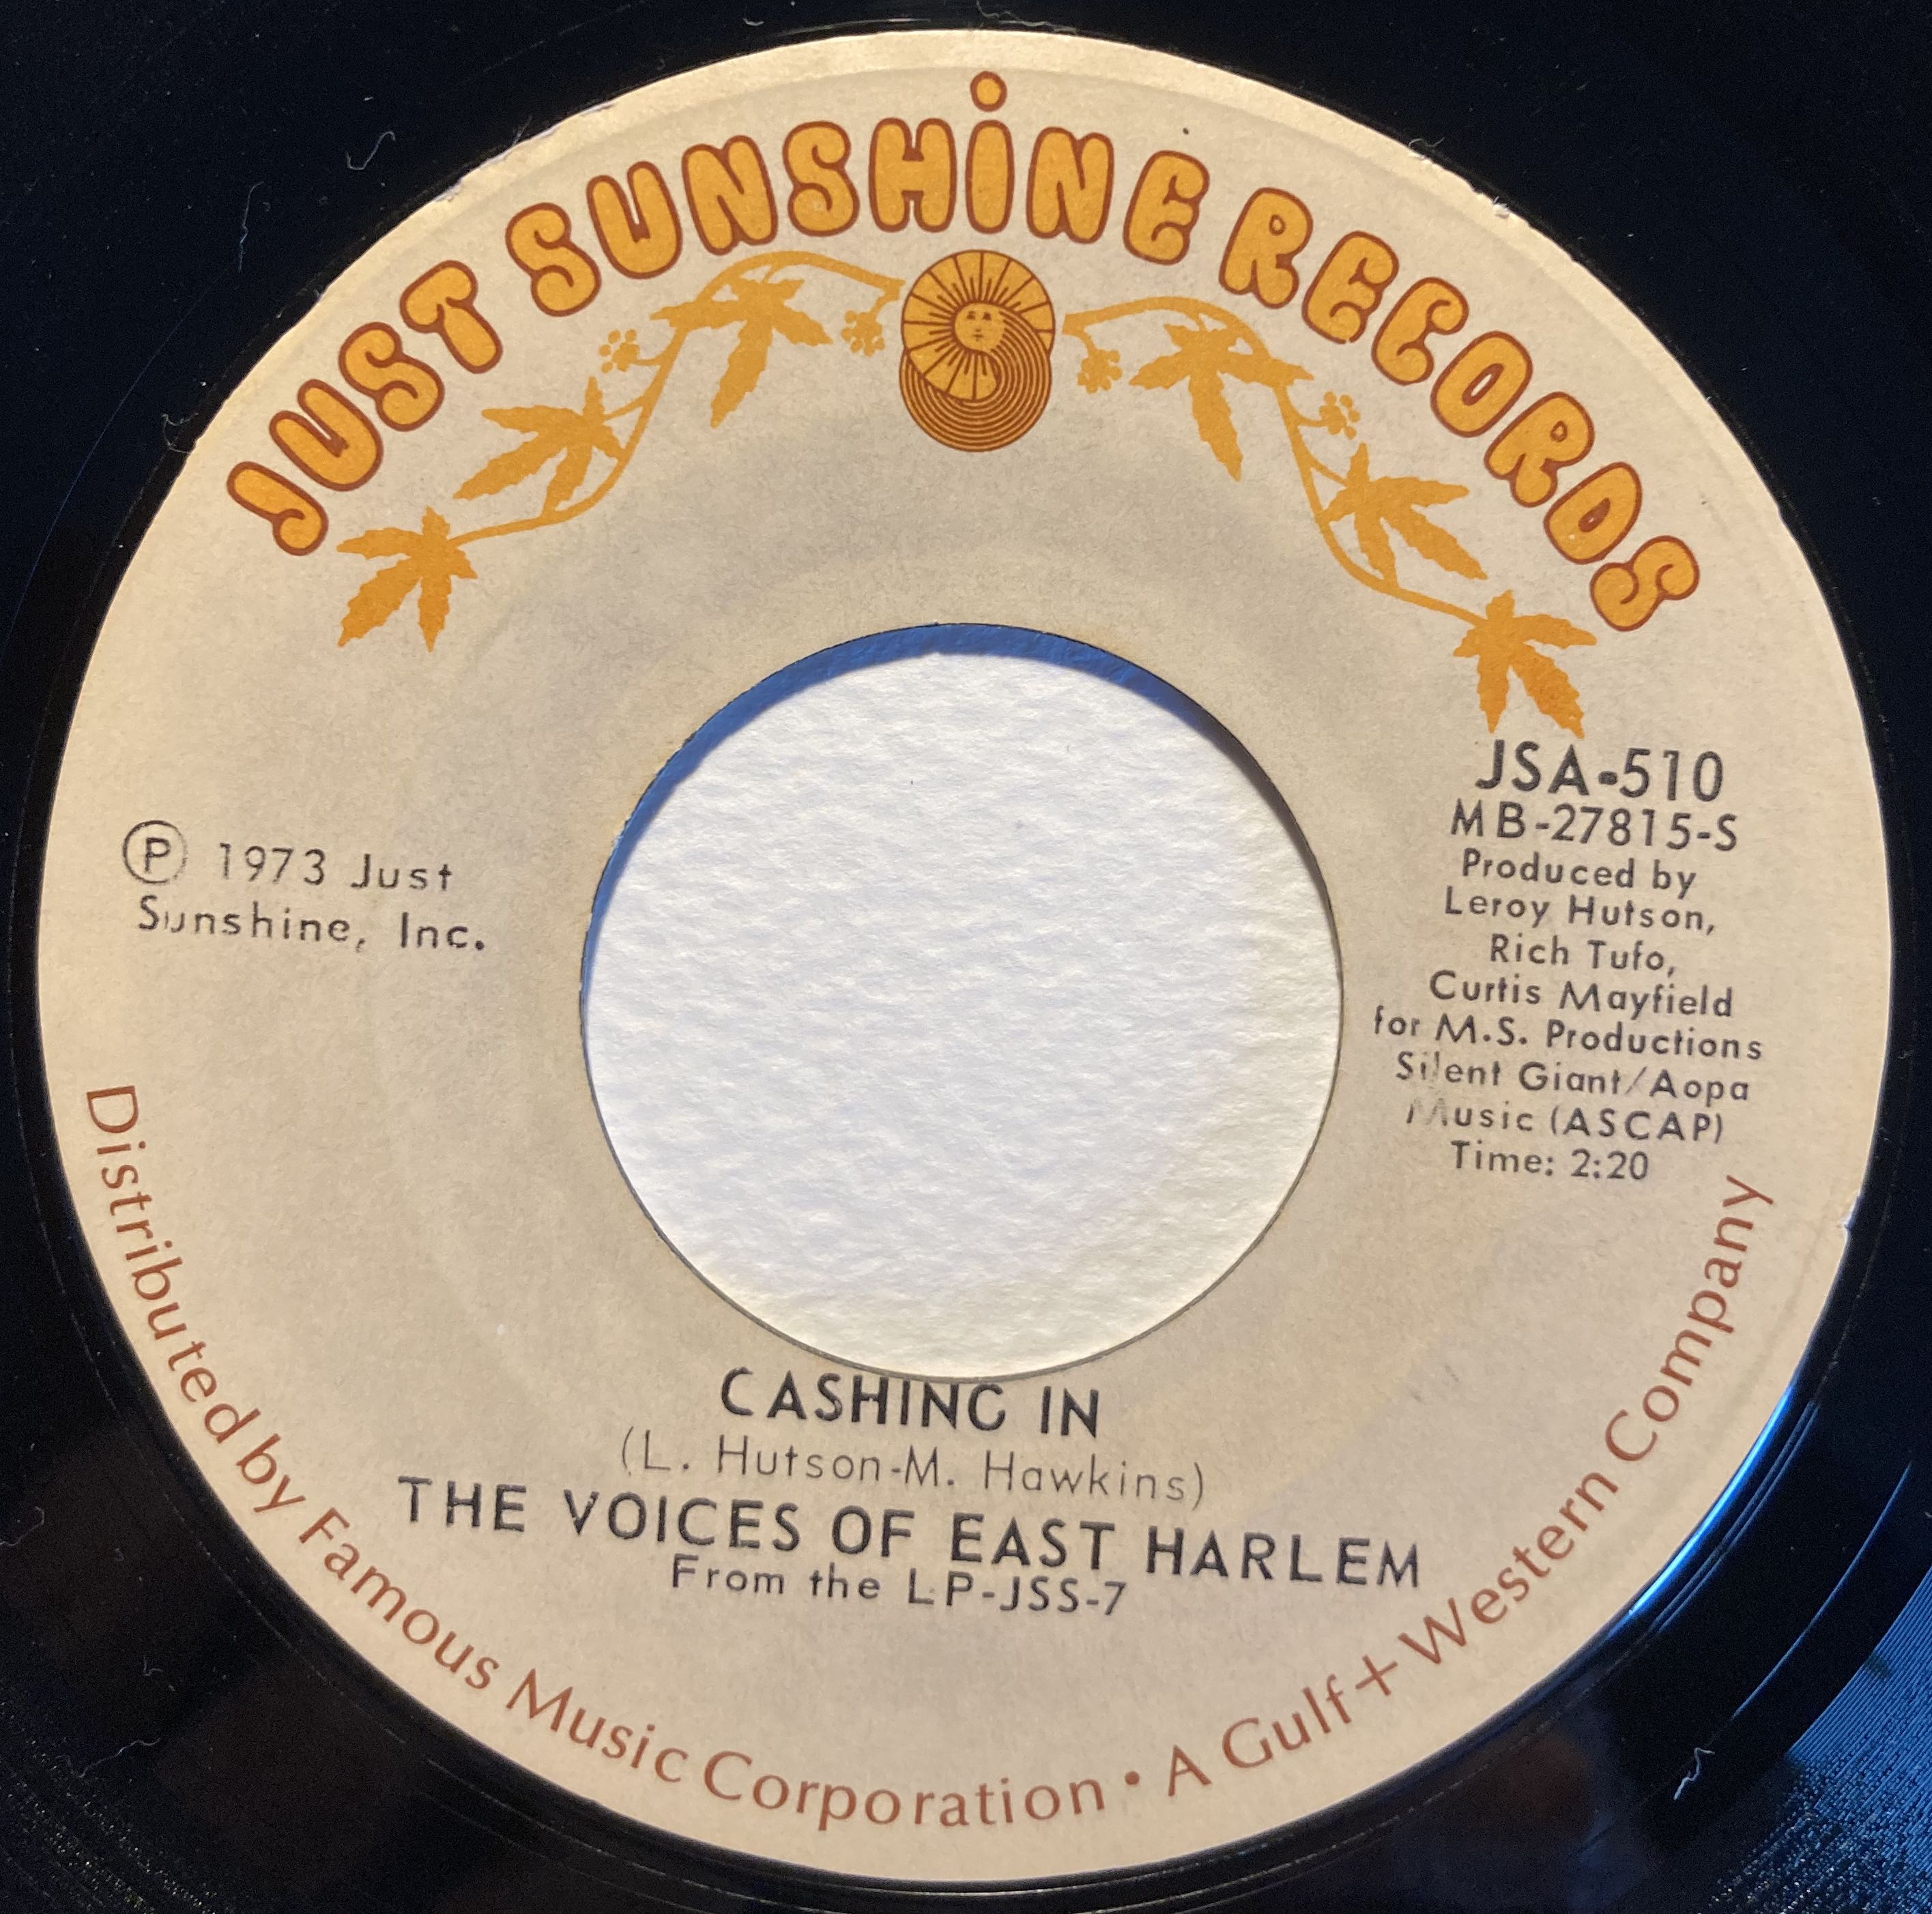 JUST SUNSHiNE RECORDS
JSA-510
MB-27815-S
Produced by
Leroy Hutson,
Rich Tufo,
Curtis Mayfield
for M.S. Productions
Silent Giant/Aopa
Music (ASCAP)
Time: 2:20
Ⓟ 1973 Just
Sunshine, Inc.
CASHING IN
(L. Hutson-M. Hawkins)
THE VOICES OF EAST HARLEM
From the LP-JSS-7
Distributed by Famous Music Corporation • A Gulf+Western Company